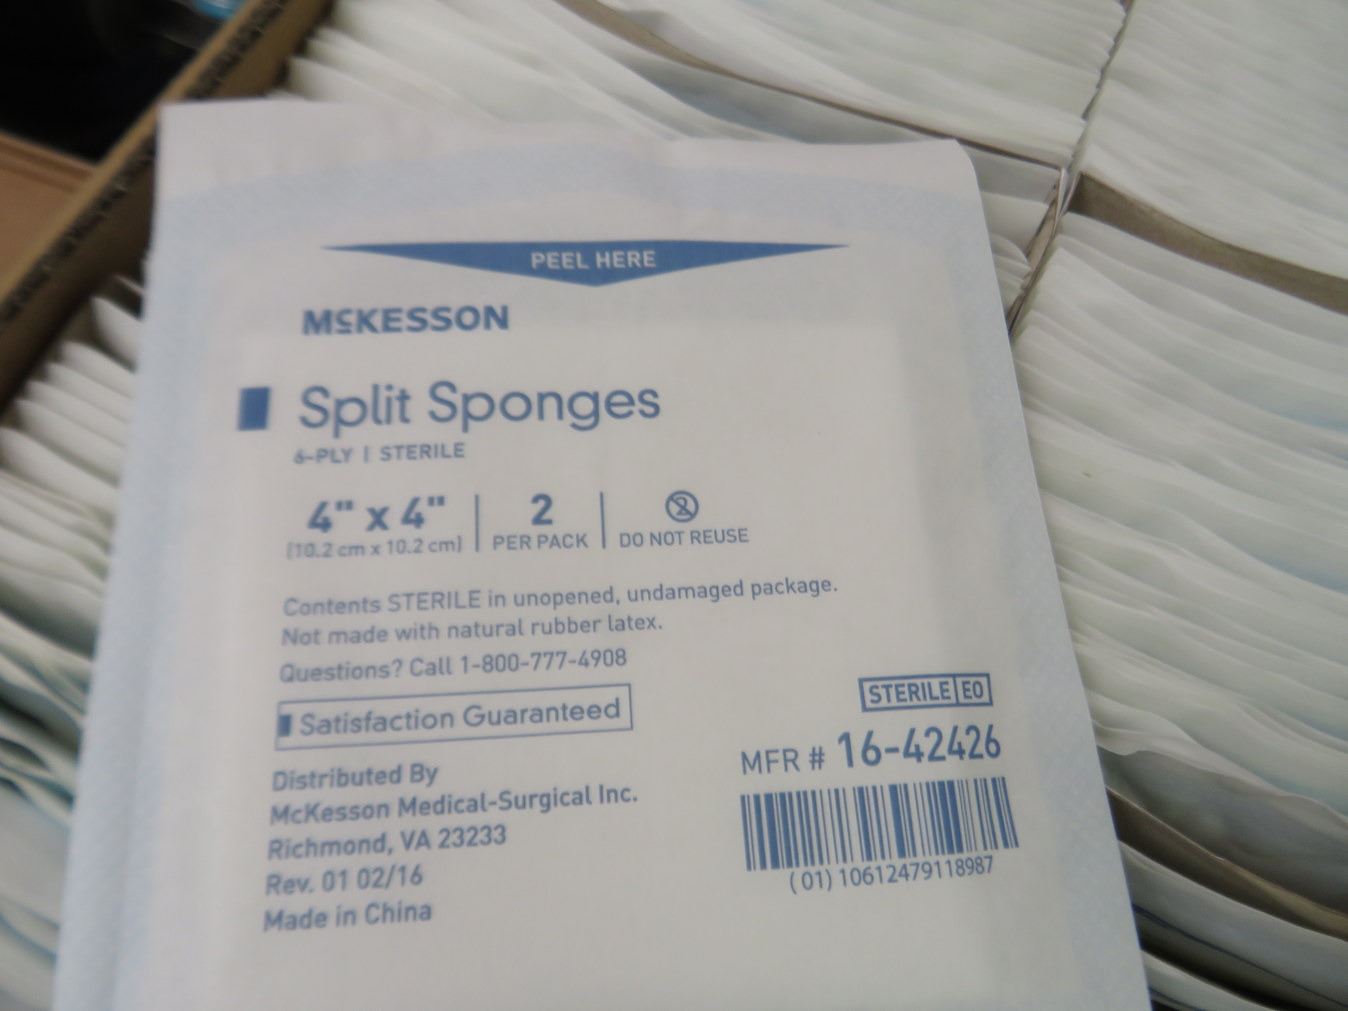 PEEL HERE
McKESSON
Split Sponges
6-PLY | STERILE
4" x 4"
(10.2 cm x 10.2 cm)
2
PER PACK
2
DO NOT REUSE
Contents STERILE in unopened, undamaged package.
Not made with natural rubber latex.
Questions? Call 1-800-777-4908
Satisfaction Guaranteed
Distributed By
McKesson Medical-Surgical Inc.
Richmond, VA 23233
Rev. 01 02/16
Made in China
STERILE EO
MFR # 16-42426
(01) 10612479118987